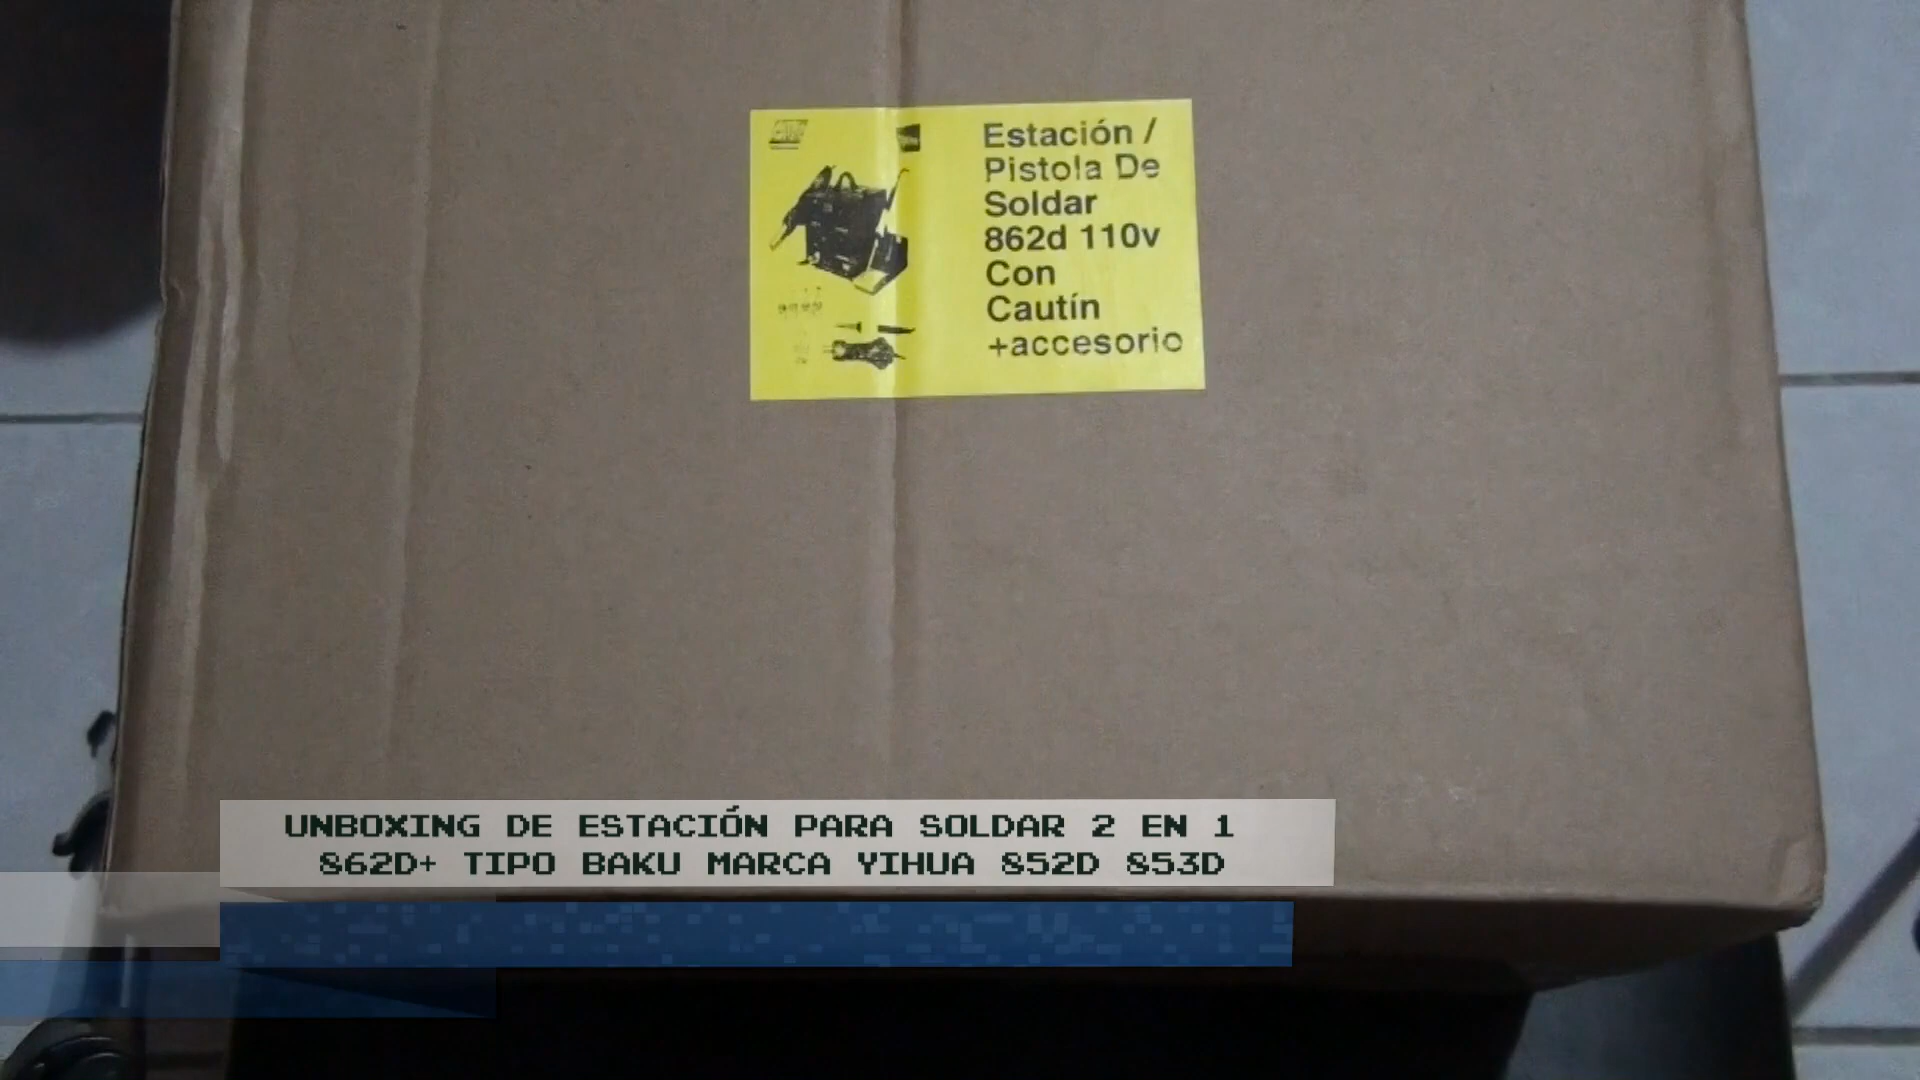 Estación /
Pistola De
Soldar
862d 110v
Con
Cautín
+accesorio
UNBOXING DE ESTACIÓN PARA SOLDAR 2 EN 1
862D+ TIPO BAKU MARCA YIHUA 852D 853D